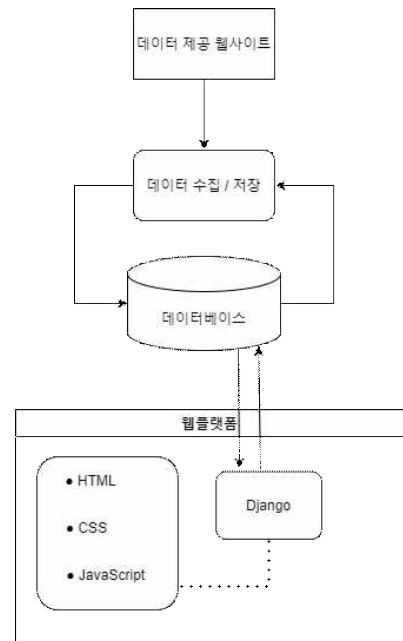 데이터 제공 웹사이트
데이터 수집 / 저장
데이터베이스
웹플랫폼
● HTML
● CSS
● JavaScript
Django